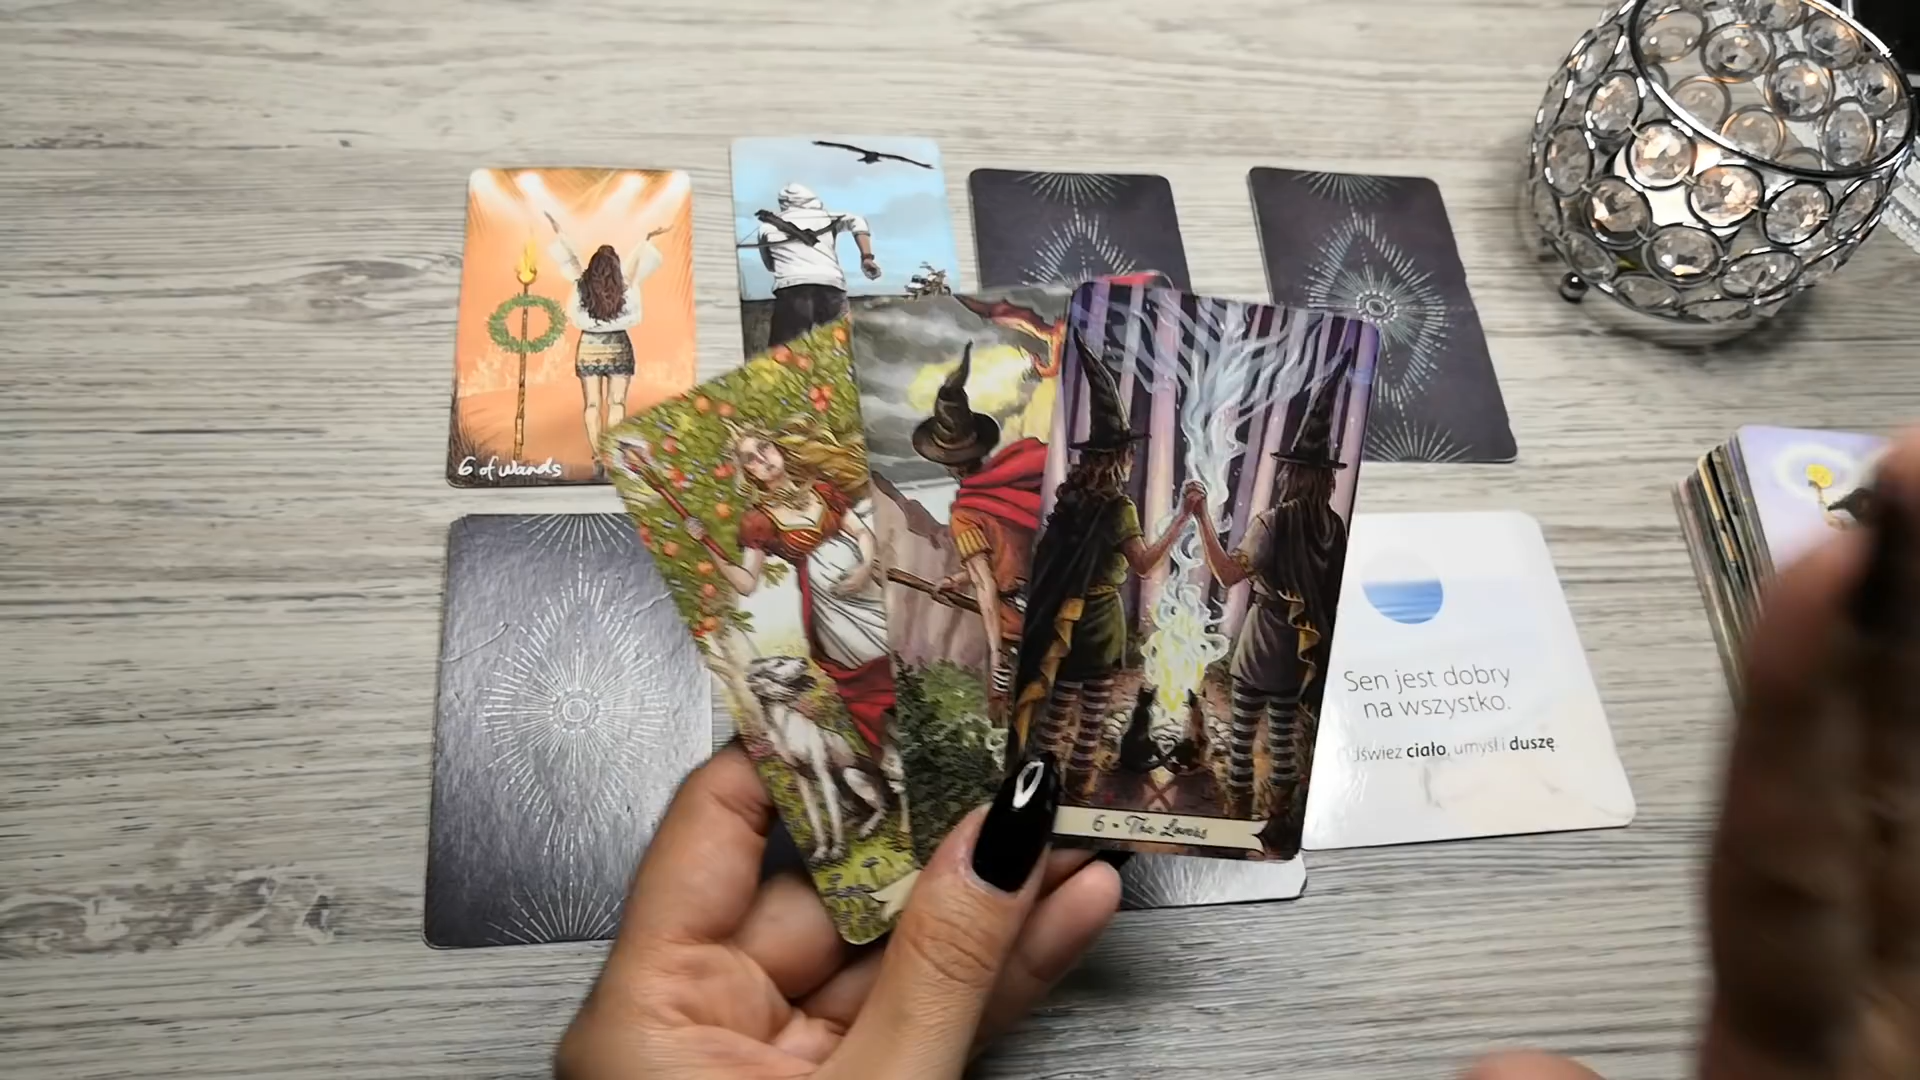 6 of wands
6 - The Lovers
Sen jest dobry
na wszystko.
ciało, umysł i duszę.